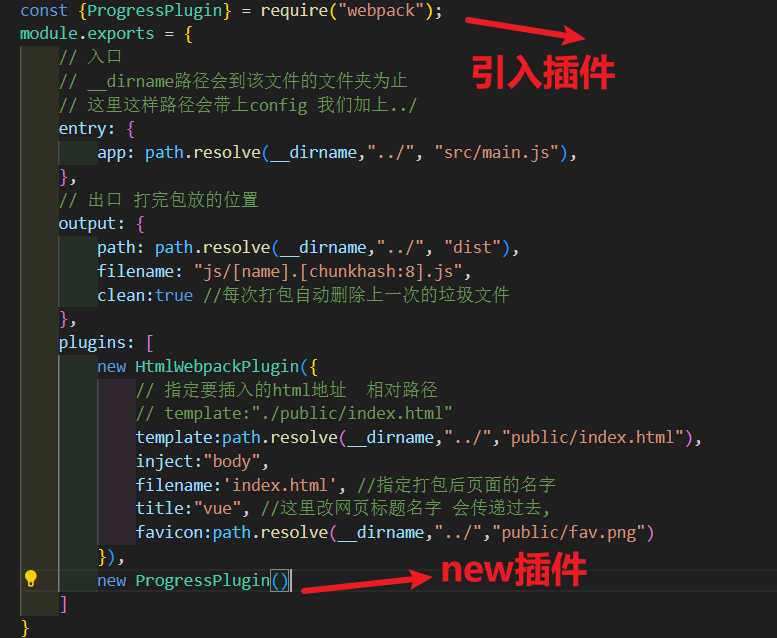 const {ProgressPlugin} = require("webpack");
引入插件
module.exports = {
// 入口
// __dirname路径会到该文件的文件夹为止
// 这里这样路径会带上config 我们加上../
entry: {
app: path.resolve(__dirname,"../", "src/main.js"),
},
// 出口 打完包放的位置
output: {
path: path.resolve(__dirname,"../", "dist"),
filename: "js/[name].[chunkhash:8].js",
clean:true //每次打包自动删除上一次的垃圾文件
},
plugins: [
new HtmlWebpackPlugin({
// 指定要插入的html地址  相对路径
// template:"./public/index.html"
template:path.resolve(__dirname,"../","public/index.html"),
inject:"body",
filename:'index.html', //指定打包后页面的名字
title:"vue", //这里改网页标题名字 会传递过去,
favicon:path.resolve(__dirname,"../","public/fav.png")
}),
new ProgressPlugin()
new插件
]
}